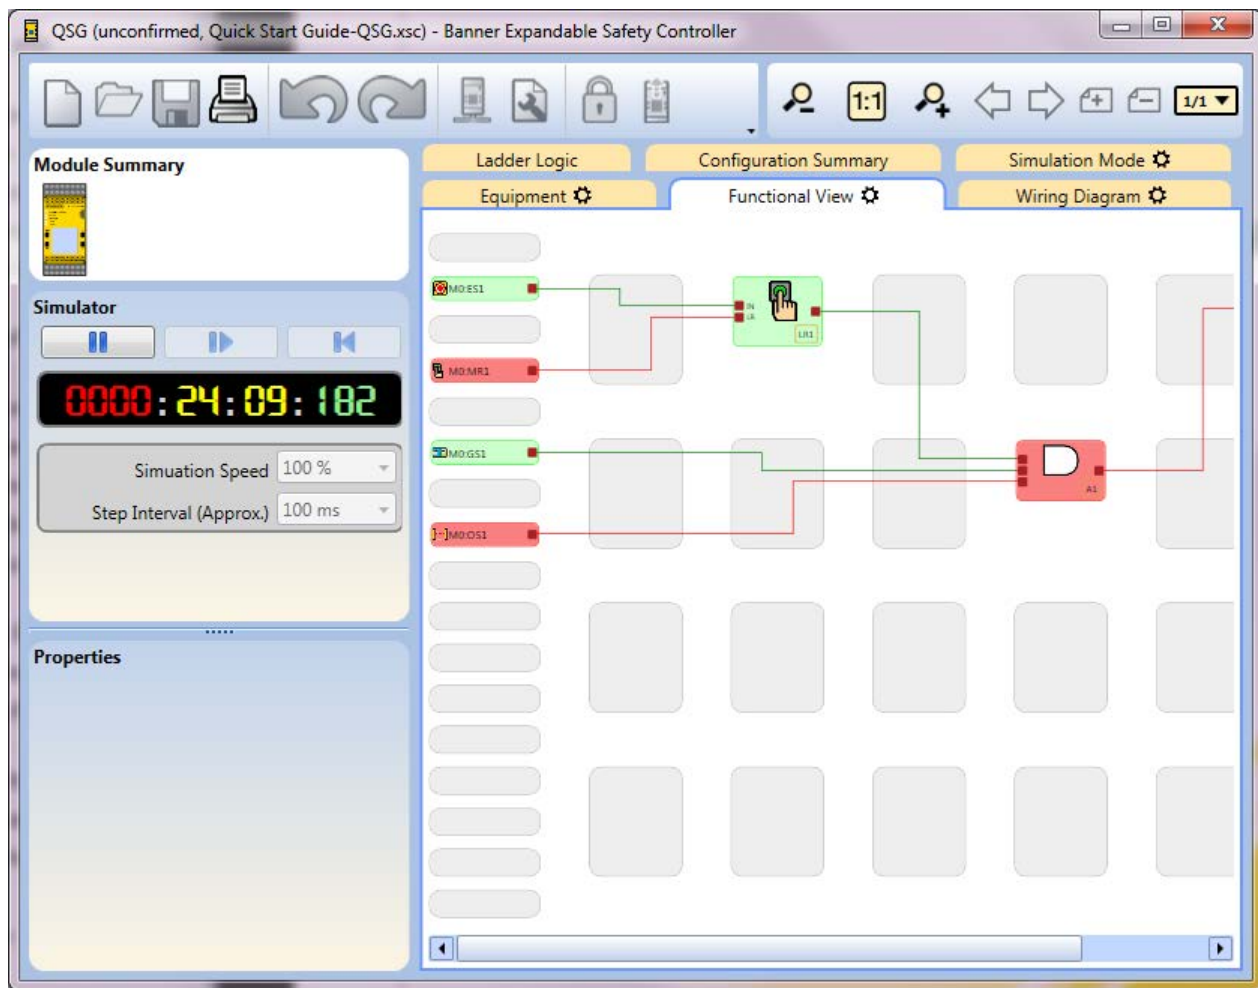 QSG (unconfirmed, Quick Start Guide-QSG.xsc) - Banner Expandable Safety Controller
1:1
1/1
Module Summary
Ladder Logic
Configuration Summary
Simulation Mode
Equipment
Functional View
Wiring Diagram
Simulator
0000:24:09:182
Simuation Speed 100 %
Step Interval (Approx.) 100 ms
Properties
M0:ES1
IN
LR
LR1
M0:MR1
M0:GS1
A1
M0:OS1